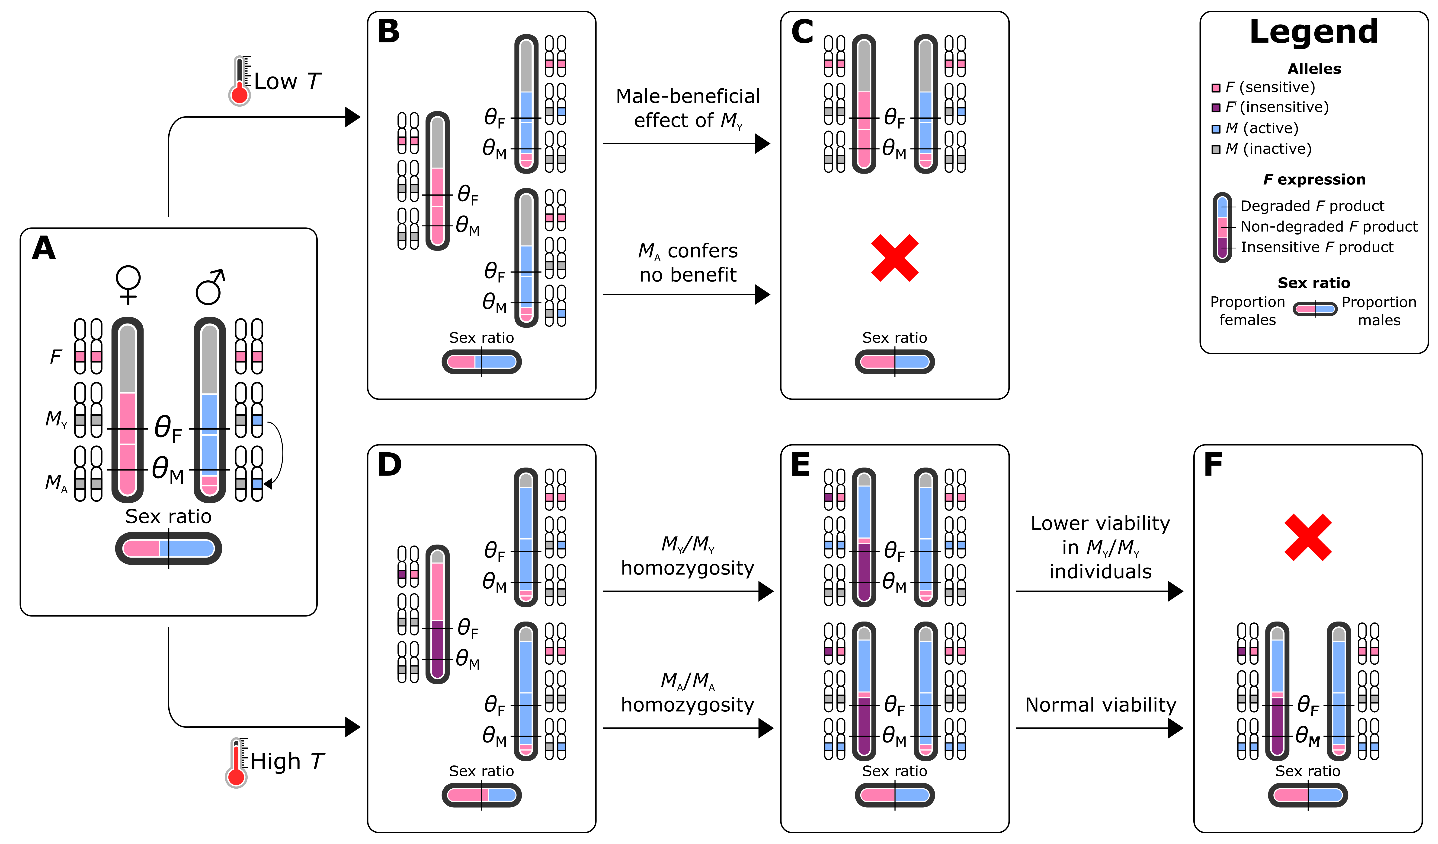 A
♀
♂
F
M_Y
M_A
θ_F
θ_M
Sex ratio
Low T
High T
B
θ_F
θ_M
θ_F
θ_M
θ_F
θ_M
Sex ratio
Male-beneficial
effect of M_Y
M_A confers
no benefit
C
θ_F
θ_M
Sex ratio
D
θ_F
θ_M
θ_F
θ_M
θ_F
θ_M
Sex ratio
M_Y/M_Y
homozygosity
M_A/M_A
homozygosity
E
θ_F
θ_M
θ_F
θ_M
Sex ratio
Lower viability
in M_Y/M_Y
individuals
Normal viability
F
θ_F
θ_M
Sex ratio
Legend
Alleles
F (sensitive)
F (insensitive)
M (active)
M (inactive)
F expression
Degraded F product
Non-degraded F product
Insensitive F product
Sex ratio
Proportion
females
Proportion
males